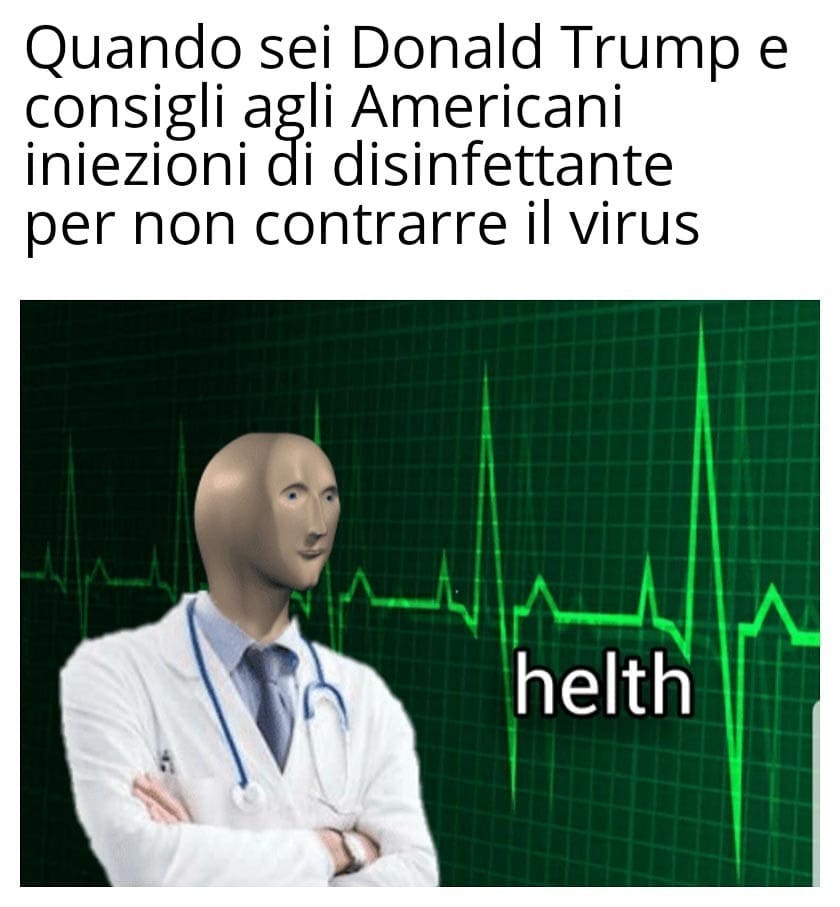 Quando sei Donald Trump e
consigli agli Americani
iniezioni di disinfettante
per non contrarre il virus
helth